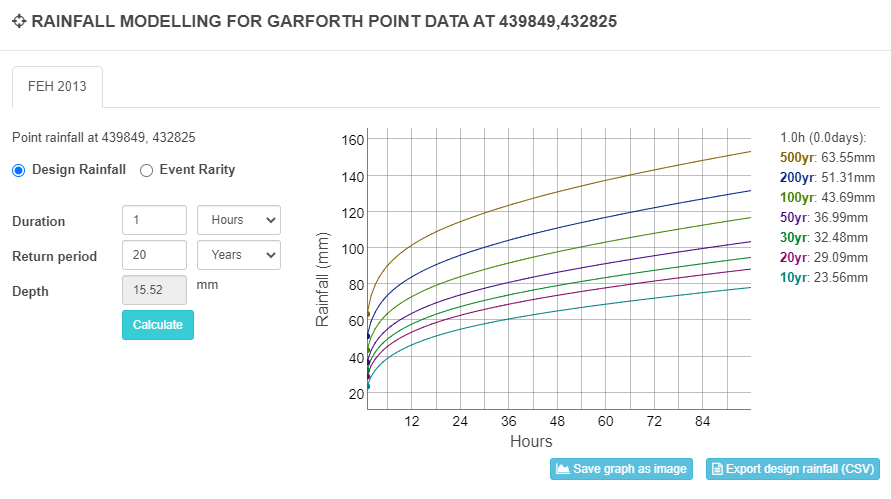 RAINFALL MODELLING FOR GARFORTH POINT DATA AT 439849,432825
FEH 2013
Point rainfall at 439849, 432825
Design Rainfall
Event Rarity
Duration
1
Hours
Return period
20
Years
Depth
15.52
mm
Calculate
Rainfall (mm)
160
140
120
100
80
60
40
20
12 24 36 48 60 72 84
Hours
1.0h (0.0days):
500yr: 63.55mm
200yr: 51.31mm
100yr: 43.69mm
50yr: 36.99mm
30yr: 32.48mm
20yr: 29.09mm
10yr: 23.56mm
Save graph as image
Export design rainfall (CSV)